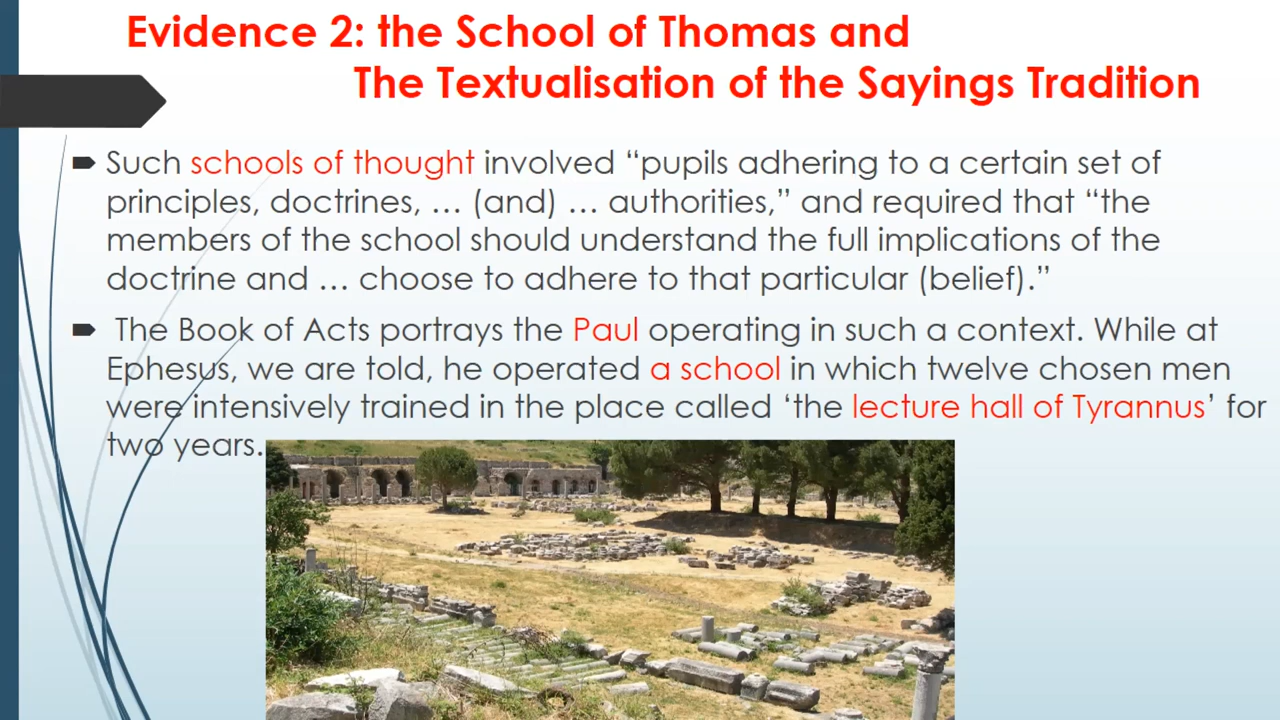 Evidence 2: the School of Thomas and
The Textualisation of the Sayings Tradition
Such schools of thought involved “pupils adhering to a certain set of
principles, doctrines, … (and) … authorities,” and required that “the
members of the school should understand the full implications of the
doctrine and … choose to adhere to that particular (belief).”
The Book of Acts portrays the Paul operating in such a context. While at
Ephesus, we are told, he operated a school in which twelve chosen men
were intensively trained in the place called ‘the lecture hall of Tyrannus’ for
two years.